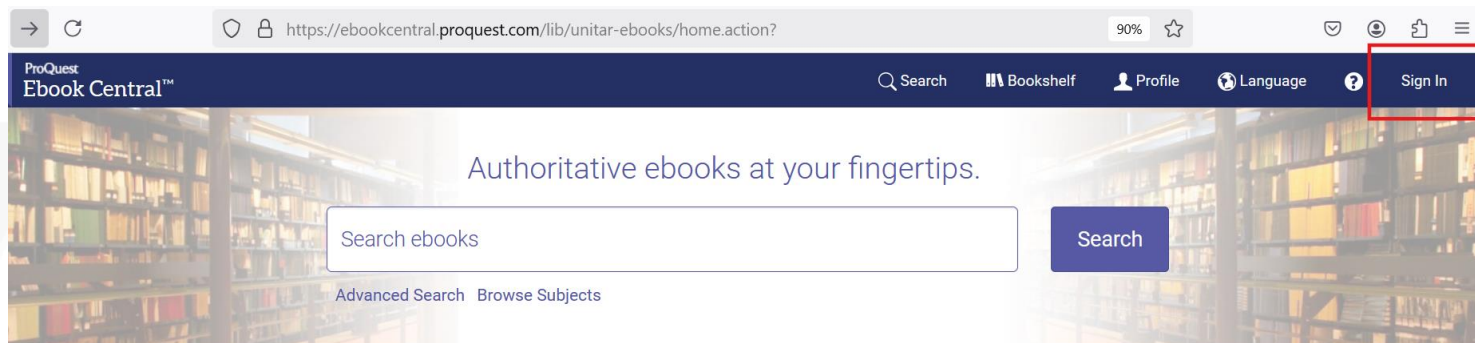 https://ebookcentral.proquest.com/lib/unitar-ebooks/home.action?
90%
ProQuest
Ebook Central™
Search Bookshelf Profile Language ? Sign In
Authoritative ebooks at your fingertips.
Search ebooks Search
Advanced Search Browse Subjects